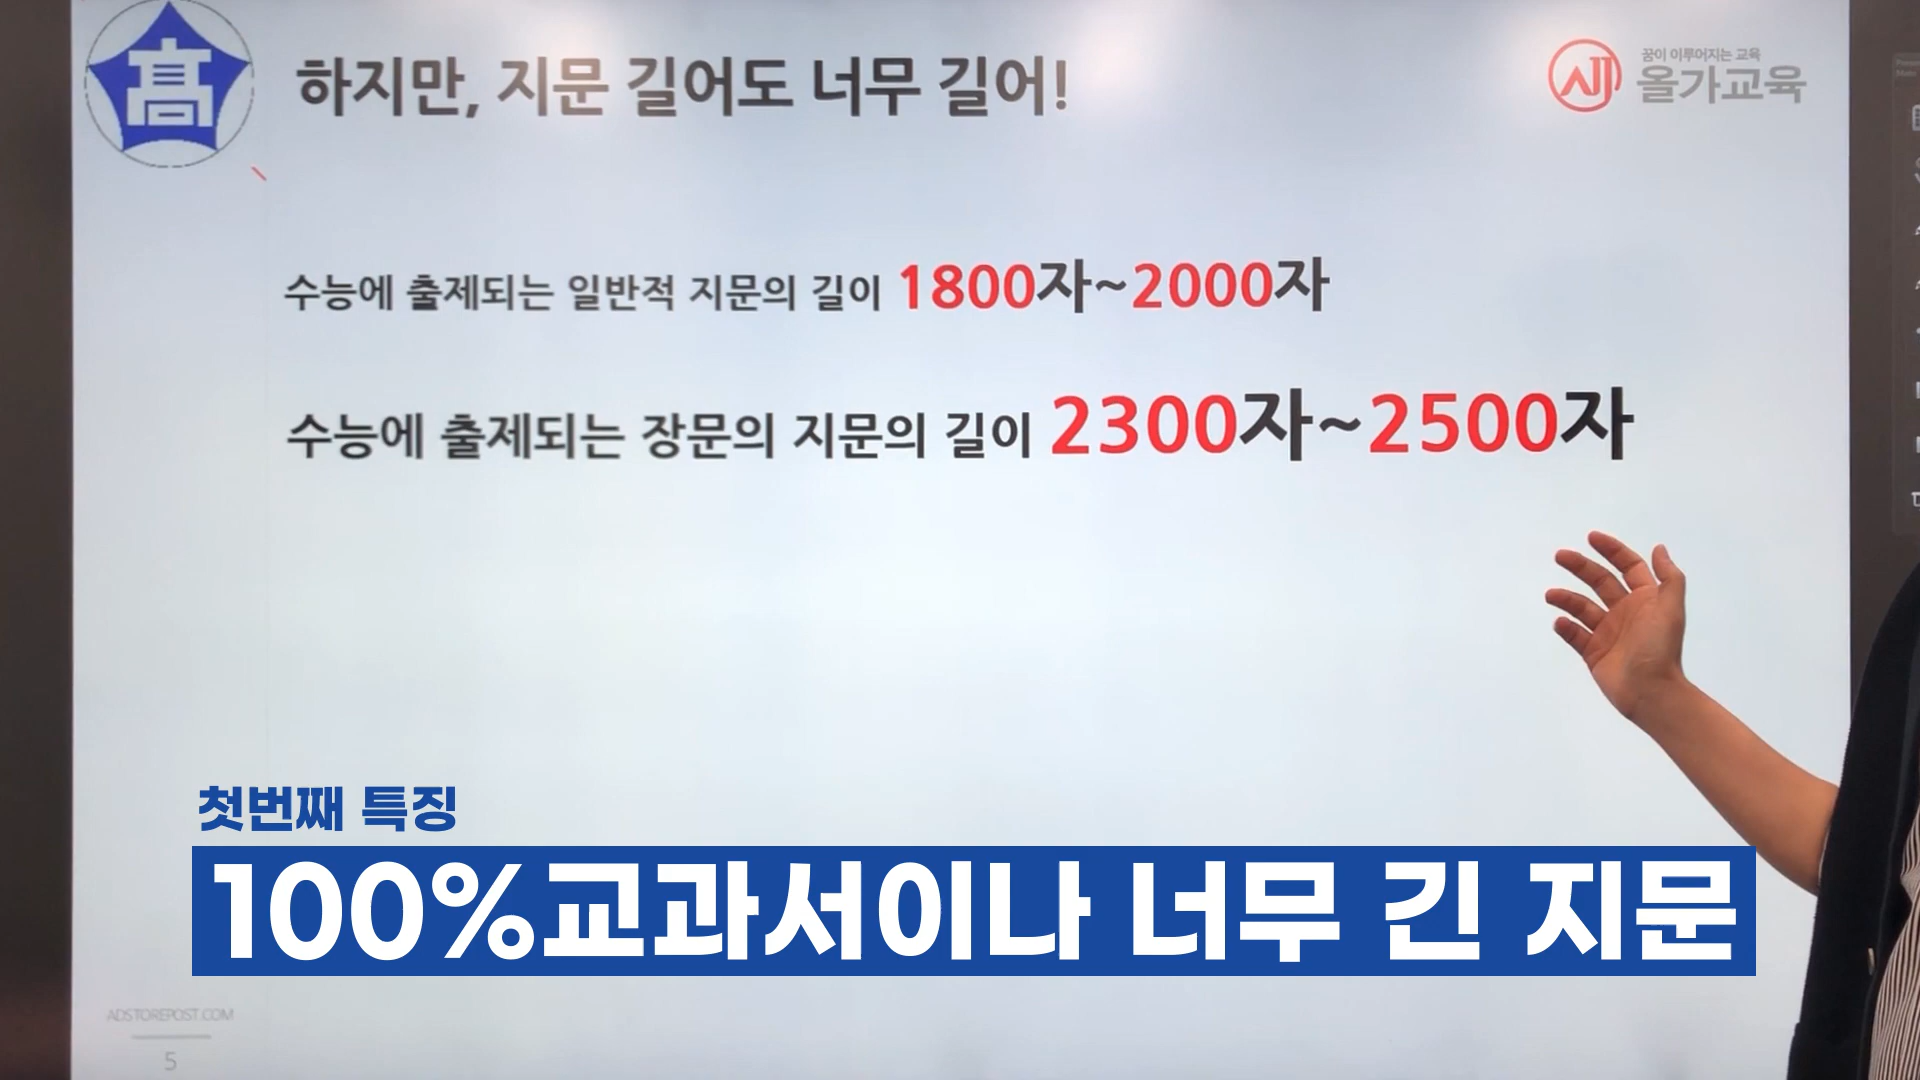 高
하지만, 지문 길어도 너무 길어!
꿈이 이루어지는 교육
올가교육
수능에 출제되는 일반적 지문의 길이 1800자~2000자
수능에 출제되는 장문의 지문의 길이 2300자~2500자
첫번째 특징
100%교과서이나 너무 긴 지문
ADSTOREPOST.COM
5